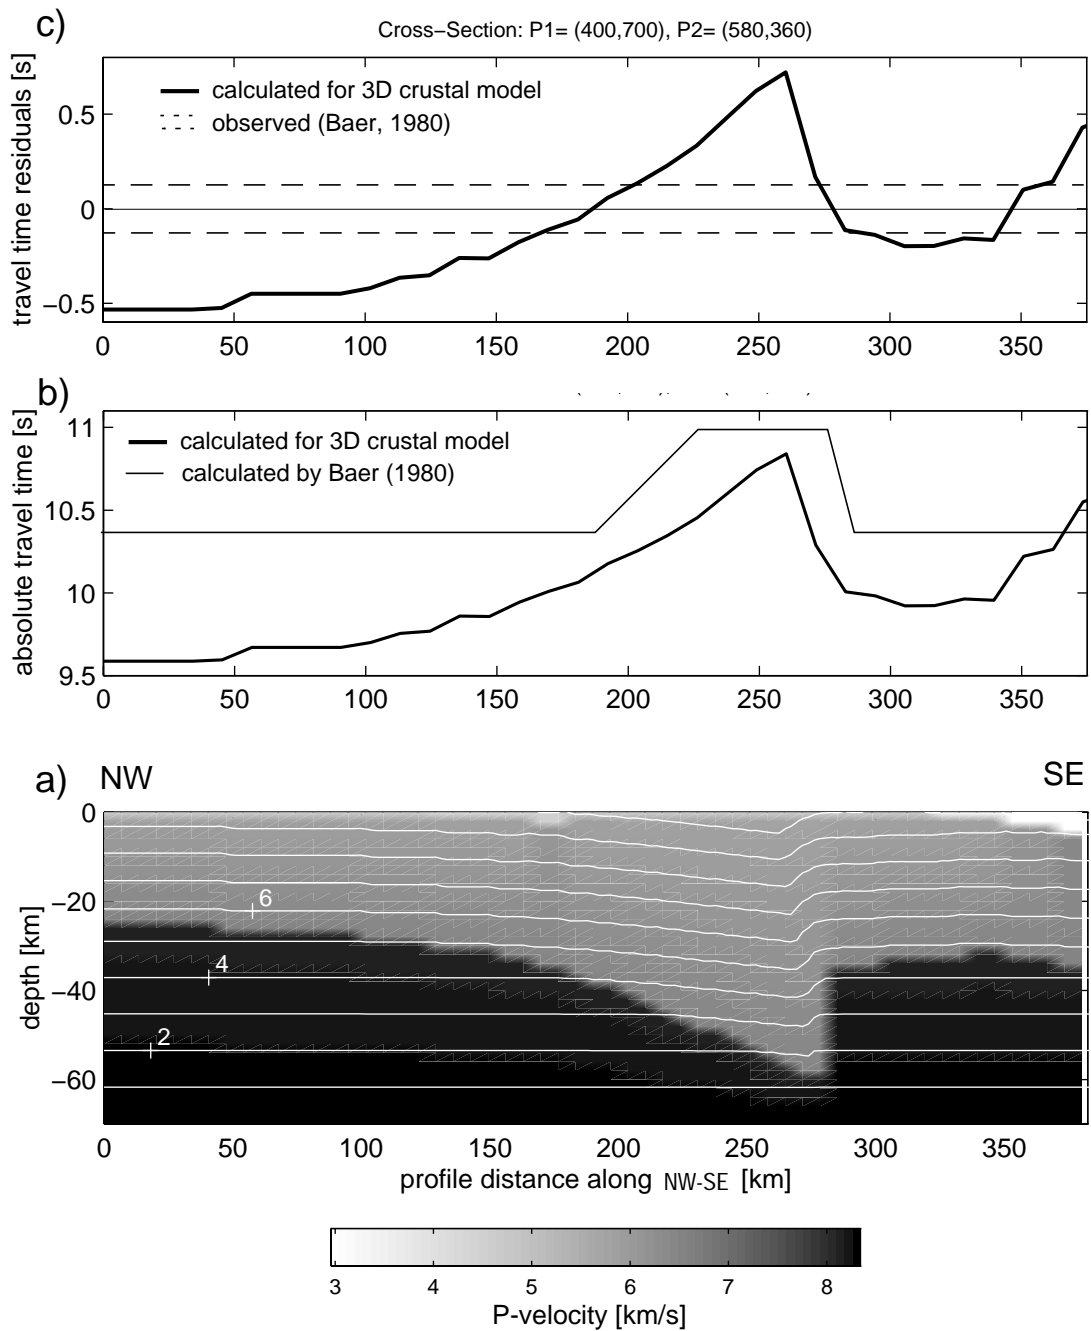 c)
Cross−Section: P1= (400,700), P2= (580,360)
travel time residuals [s]
calculated for 3D crustal model
observed (Baer, 1980)
0.5
0
−0.5
0 50 100 150 200 250 300 350
b)
absolute travel time [s]
calculated for 3D crustal model
calculated by Baer (1980)
11
10.5
10
9.5
0 50 100 150 200 250 300 350
a) NW SE
depth [km]
0
−20
−40
−60
6
4
2
0 50 100 150 200 250 300 350
profile distance along NW-SE [km]
3 4 5 6 7 8
P-velocity [km/s]